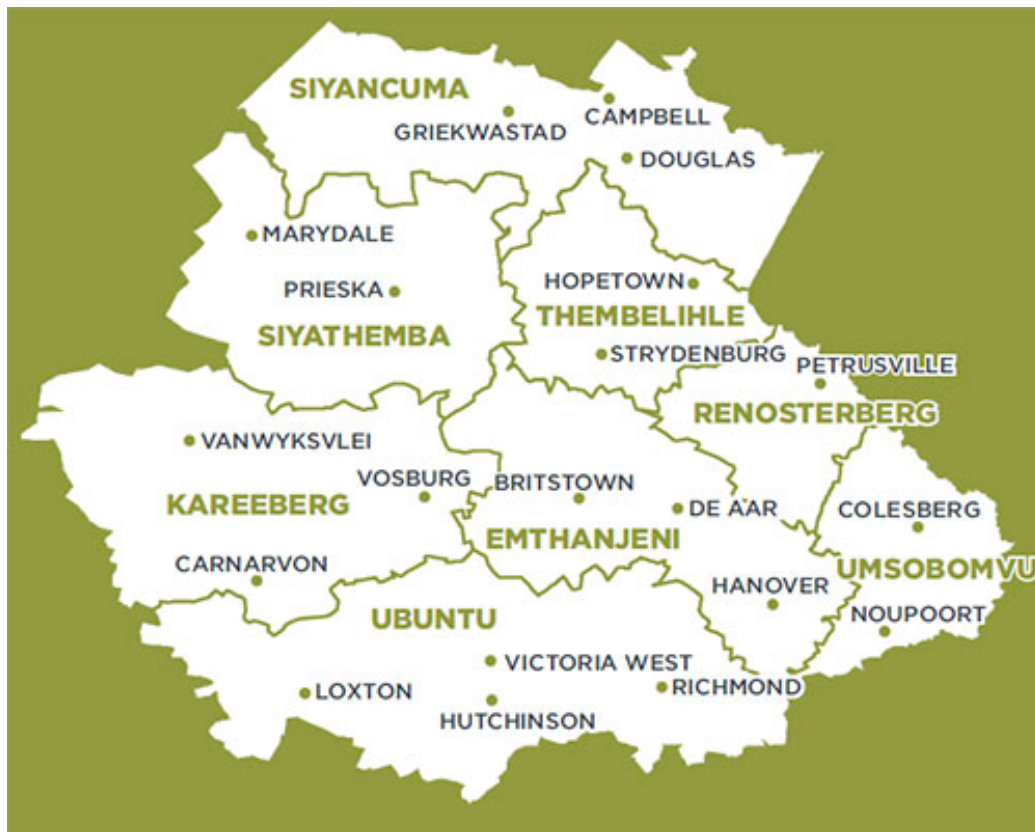 SIYANCUMA
CAMPBELL
GRIEKWASTAD
DOUGLAS
MARYDALE
HOPETOWN
PRIESKA
THEMBELIHLE
SIYATHEMBA
STRYDENBURG
PETRUSVILLE
RENOSTERBERG
VANWYKSVLEI
VOSBURG
BRITSTOWN
KAREEBERG
DE AAR
COLESBERG
EMTHANJENI
CARNARVON
UMSOBOMVU
HANOVER
UBUNTU
NOUPOORT
VICTORIA WEST
LOXTON
RICHMOND
HUTCHINSON